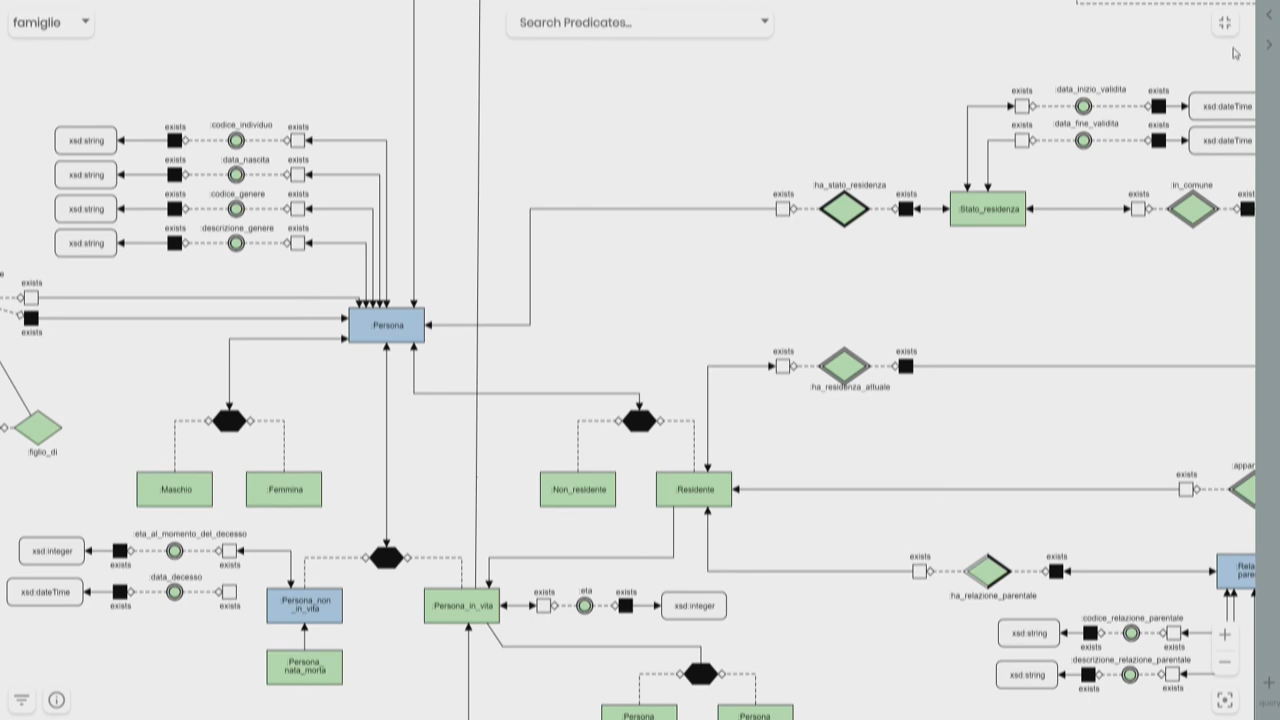 famiglie
Search Predicates...
exists :data_inizio_validita exists
xsd:dateTime
exists :data_fine_validita exists
xsd:dateTime
xsd:string exists :codice_individuo exists
xsd:string exists :data_nascita exists
xsd:string exists :codice_genere exists
xsd:string exists :descrizione_genere exists
exists :ha_stato_residenza exists
:Stato_residenza
exists :in_comune
exists
exists
:Persona
exists :ha_residenza_attuale exists
:figlio_di
:Maschio
:Femmina
:Non_residente
:Residente
exists
xsd:integer exists :eta_al_momento_del_decesso exists
xsd:dateTime exists :data_decesso exists
:Persona_non
_in_vita
:Persona_in_vita
exists :eta exists
xsd:integer
exists :ha_relazione_parentale exists
:Persona_
nata_morta
xsd:string exists :codice_relazione_parentale exists
xsd:string exists :descrizione_relazione_parentale exists
:Persona
:Persona